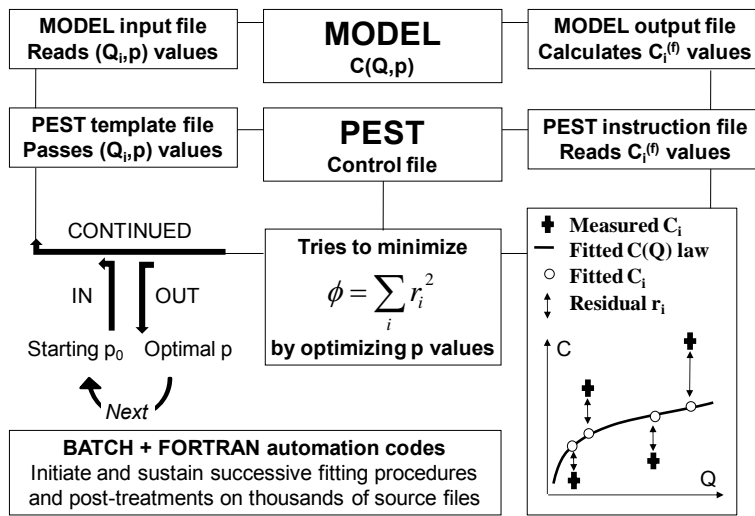 MODEL input file
Reads (Qᵢ,p) values
MODEL
C(Q,p)
MODEL output file
Calculates Cᵢ⁽ᶠ⁾ values
PEST template file
Passes (Qᵢ,p) values
PEST
Control file
PEST instruction file
Reads Cᵢ⁽ᶠ⁾ values
CONTINUED
IN
OUT
Starting p₀
Optimal p
Next
Tries to minimize
ϕ = ∑ᵢ rᵢ²
by optimizing p values
Measured Cᵢ
Fitted C(Q) law
Fitted Cᵢ
Residual rᵢ
C
Q
BATCH + FORTRAN automation codes
Initiate and sustain successive fitting procedures
and post-treatments on thousands of source files